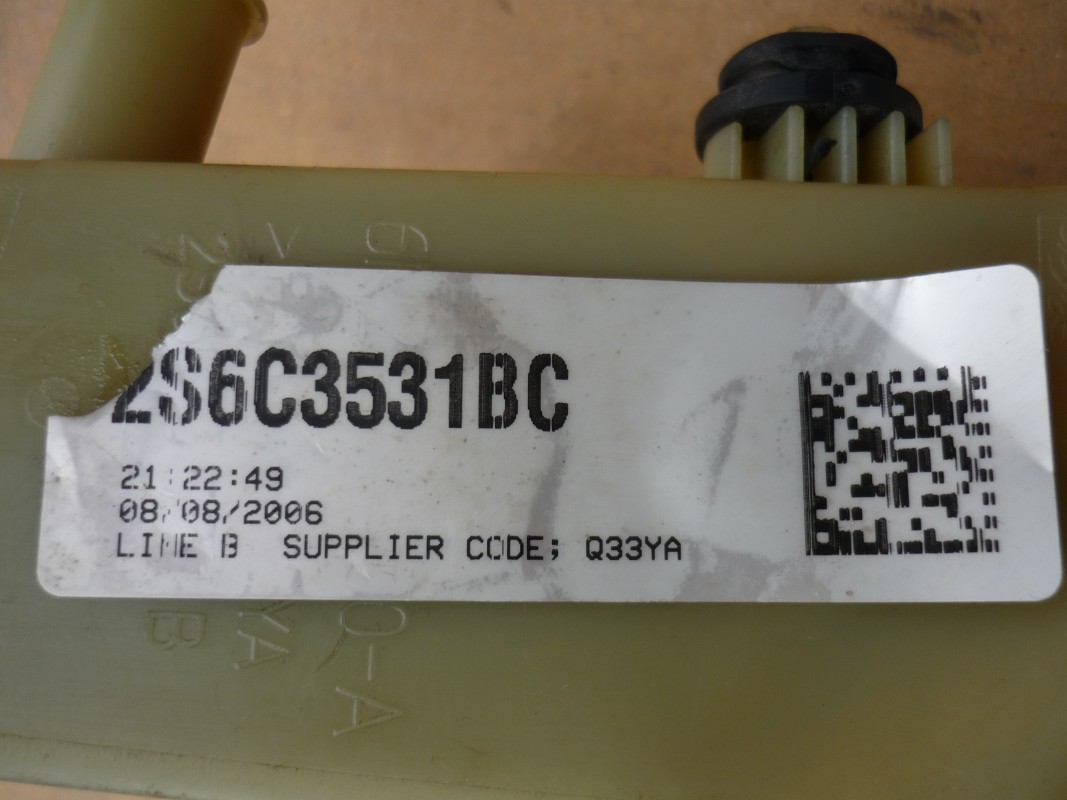 2S6C3531BC
21:22:49
08/08/2006
LINE B SUPPLIER CODE; Q33YA